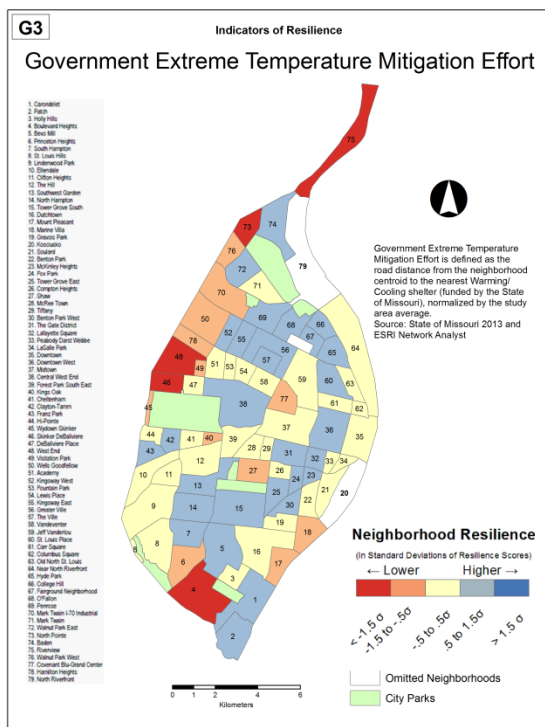 G3
Indicators of Resilience
Government Extreme Temperature Mitigation Effort
1. Carondelet
2. Patch
3. Holly Hills
4. Boulevard Heights
5. Bevo Mill
6. Princeton Heights
7. South Hampton
8. St. Louis Hills
9. Lindenwood Park
10. Ellendale
11. Clifton Heights
12. The Hill
13. Southwest Garden
14. North Hampton
15. Tower Grove South
16. Dutchtown
17. Mount Pleasant
18. Marine Villa
19. Gravois Park
20. Kosciusko
21. Soulard
22. Benton Park
23. McKinley Heights
24. Fox Park
25. Tower Grove East
26. Compton Heights
27. Shaw
28. McRee Town
29. Tiffany
30. Benton Park West
31. The Gate District
32. Lafayette Square
33. Peabody Darst Webbe
34. LaSalle Park
35. Downtown
36. Downtown West
37. Midtown
38. Central West End
39. Forest Park South East
40. Kings Oak
41. Cheltenham
42. Clayton-Tamm
43. Franz Park
44. Hi-Pointe
45. Wydown Skinker
46. Skinker DeBaliviere
47. DeBaliviere Place
48. West End
49. Visitation Park
50. Wells Goodfellow
51. Academy
52. Kingsway West
53. Fountain Park
54. Lewis Place
55. Kingsway East
56. Greater Ville
57. The Ville
58. Vandeventer
59. Jeff Vanderlou
60. St. Louis Place
61. Carr Square
62. Columbus Square
63. Old North St. Louis
64. Near North Riverfront
65. Hyde Park
66. College Hill
67. Fairground Neighborhood
68. O'Fallon
69. Penrose
70. Mark Twain I-70 Industrial
71. Mark Twain
72. Walnut Park East
73. North Pointe
74. Baden
75. Riverview
76. Walnut Park West
77. Covenant Blu-Grand Center
78. Hamilton Heights
79. North Riverfront
Government Extreme Temperature
Mitigation Effort is defined as the
road distance from the neighborhood
centroid to the nearest Warming/
Cooling shelter (funded by the State
of Missouri), normalized by the study
area average.
Source: State of Missouri 2013 and
ESRI Network Analyst
75
74
73
79
76
72
71
70
69
68
66
67
50
52
55
56
65
64
57
78
48
49
51
53
54
58
59
60
63
46
47
77
61
62
45
38
37
36
35
44
42
41
40
39
43
31
32
33
34
12
28
29
10
11
27
26
24
23
20
13
25
22
21
14
15
30
19
18
9
7
5
16
17
8
6
3
4
1
2
Neighborhood Resilience
(in Standard Deviations of Resilience Scores)
← Lower Higher →
< -1.5 σ
-1.5 to -.5σ
-.5 to .5σ
.5 to 1.5σ
> 1.5 σ
Omitted Neighborhoods
City Parks
0 1 2 4 6
Kilometers